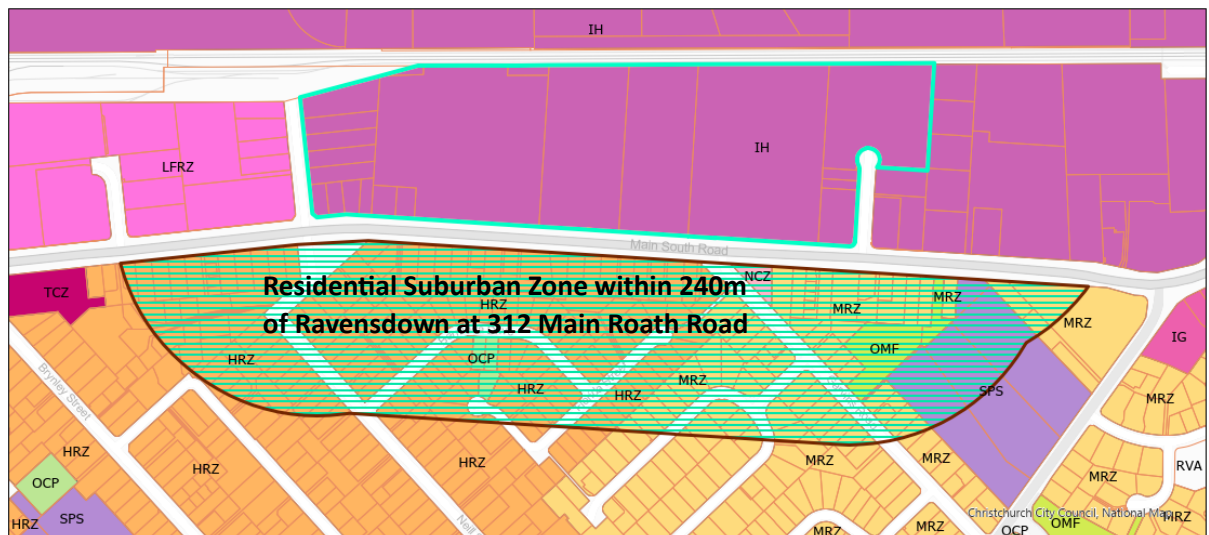 IH
LFRZ
IH
Main South Road
TCZ
Residential Suburban Zone within 240m
of Ravensdown at 312 Main Roath Road
NCZ
HRZ
MRZ
MRZ
MRZ
IG
HRZ
OCP
OMF
HRZ
HRZ
MRZ
SPS
Brynley Street
MRZ
HRZ
HRZ
HRZ
MRZ
MRZ
MRZ
RVA
OCP
HRZ
SPS
Neill
MRZ
MRZ
OCP
OMF
MRZ
Christchurch City Council, National Map